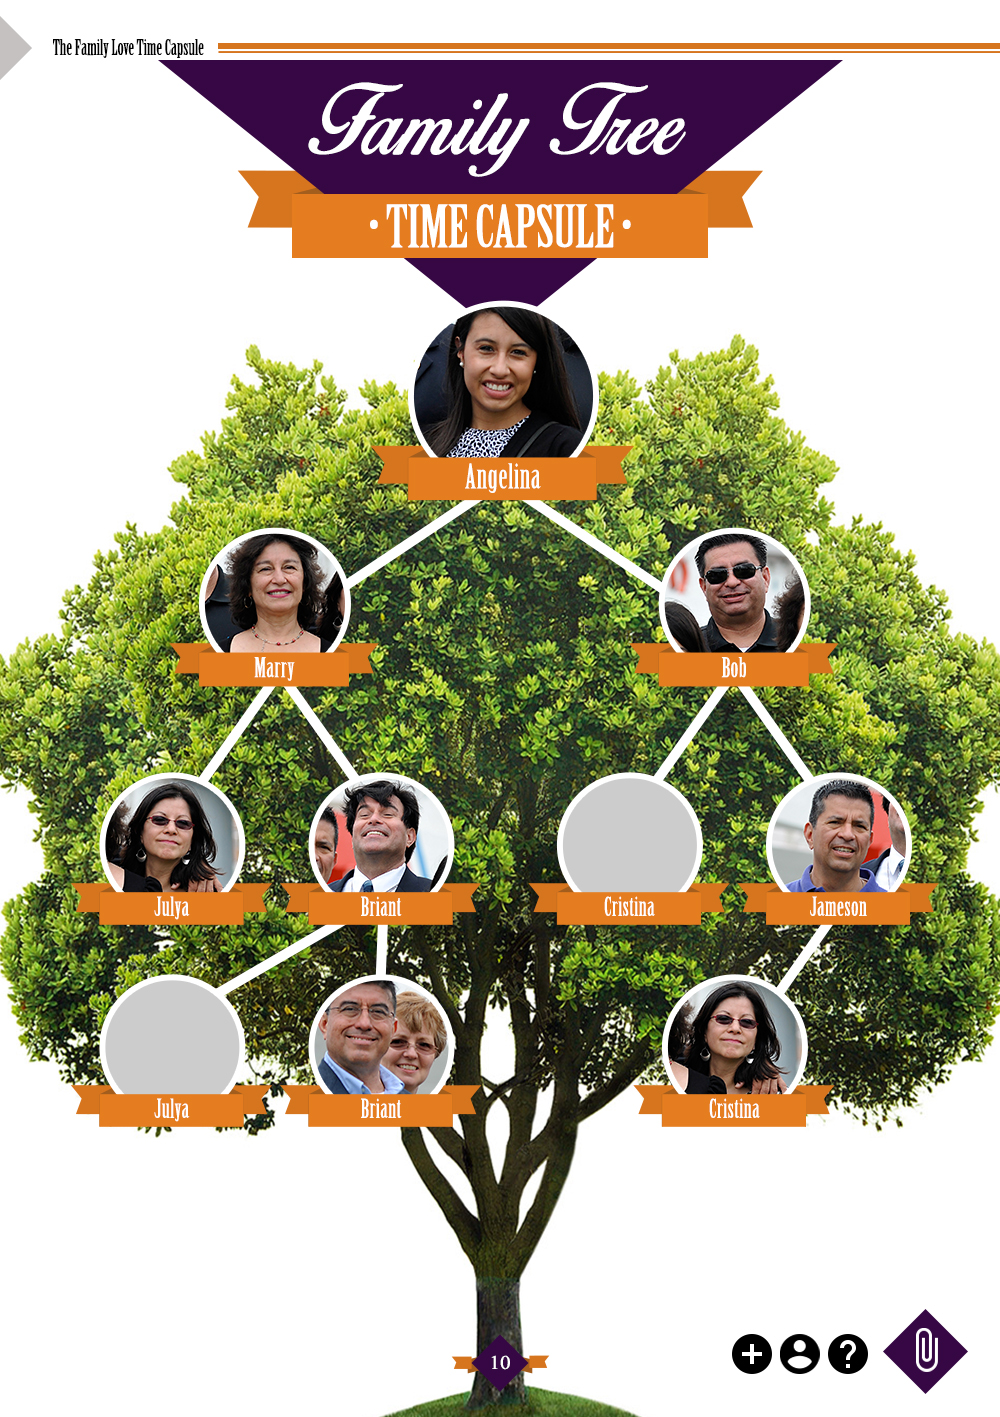 The Family Love Time Capsule
Family Tree
• TIME CAPSULE •
Angelina
Marry
Bob
Julya
Briant
Cristina
Jameson
Julya
Briant
Cristina
10